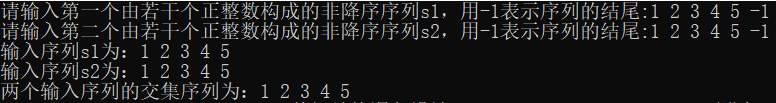 请输入第一个由若干个正整数构成的非降序序列s1，用-1表示序列的结尾:1 2 3 4 5 -1
请输入第二个由若干个正整数构成的非降序序列s2，用-1表示序列的结尾:1 2 3 4 5 -1
输入序列s1为：1 2 3 4 5
输入序列s2为：1 2 3 4 5
两个输入序列的交集序列为：1 2 3 4 5